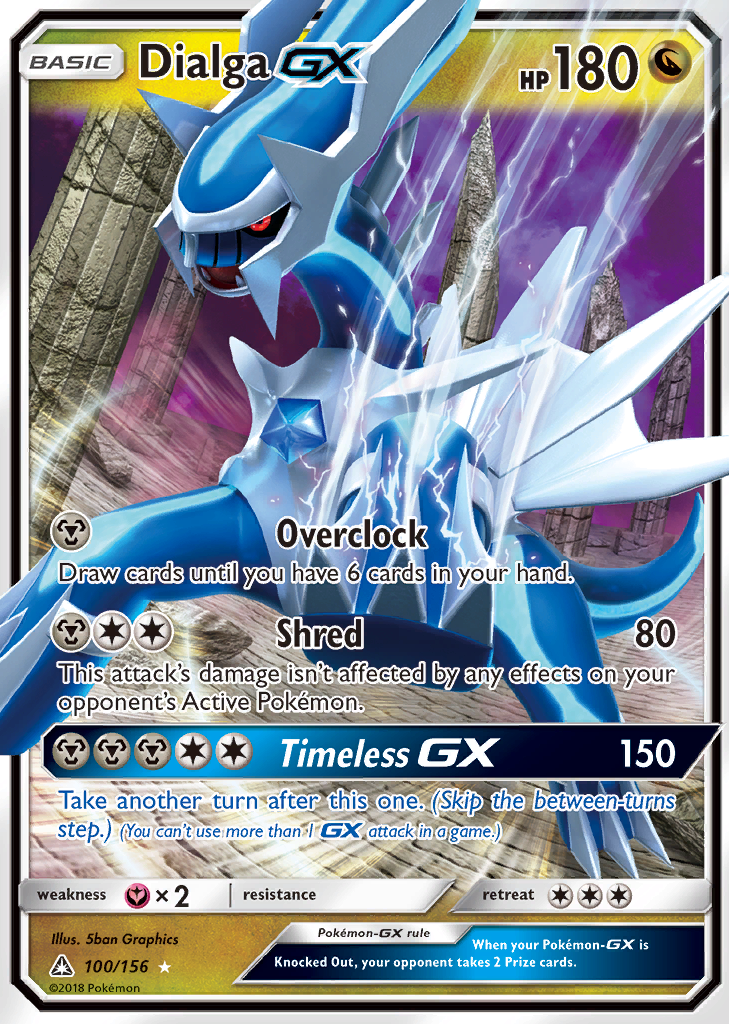 BASIC Dialga GX HP 180
Overclock
Draw cards until you have 6 cards in your hand.
Shred 80
This attack's damage isn't affected by any effects on your
opponent's Active Pokémon.
Timeless GX 150
Take another turn after this one. (Skip the between-turns
step.) (You can't use more than 1 GX attack in a game.)
weakness × 2 resistance retreat
Illus. 5ban Graphics
100/156
©2018 Pokémon
Pokémon-GX rule
When your Pokémon-GX is
Knocked Out, your opponent takes 2 Prize cards.